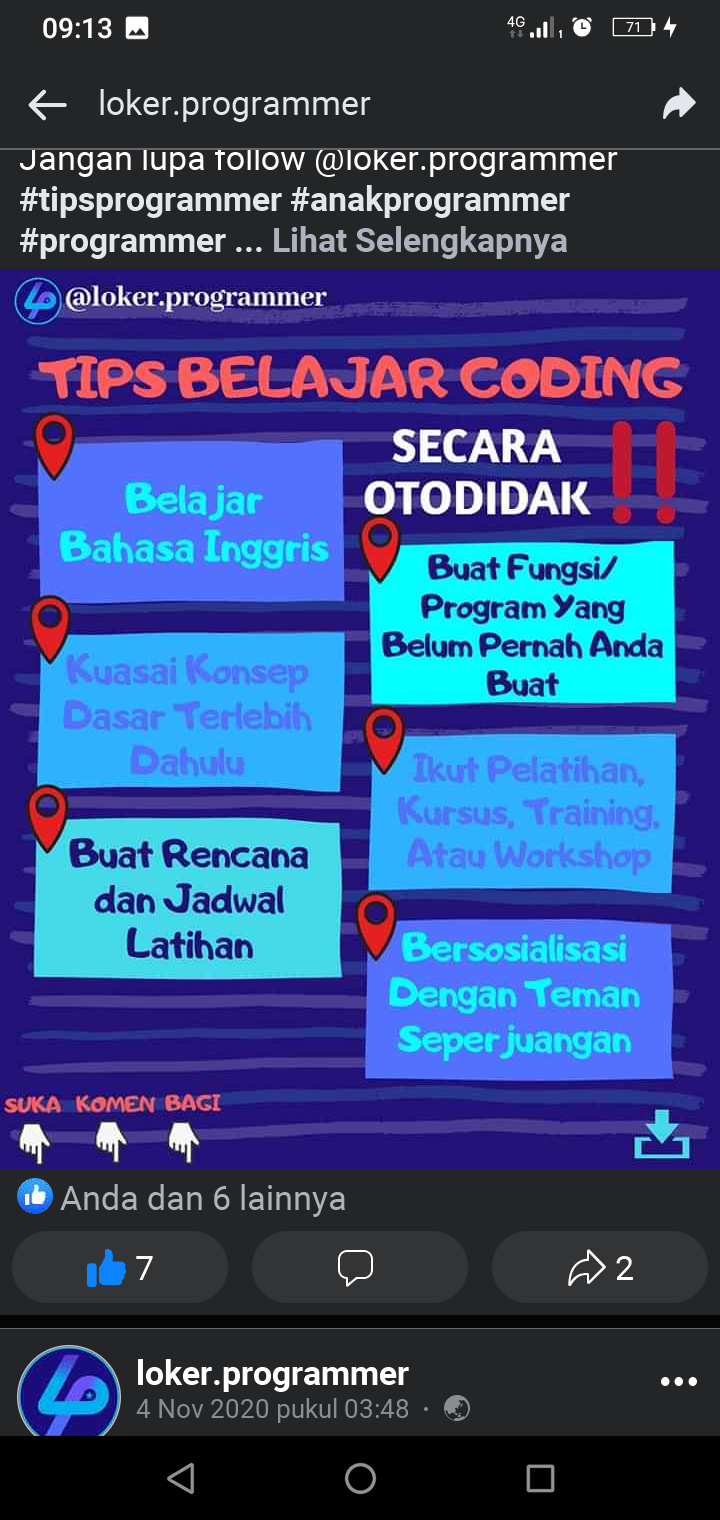 09:13
4G
1
71
loker.programmer
Jangan lupa follow @loker.programmer
#tipsprogrammer #anakprogrammer
#programmer ... Lihat Selengkapnya
@loker.programmer
TIPS BELAJAR CODING
SECARA
OTODIDAK !!
Belajar
Bahasa Inggris
Kuasai Konsep
Dasar Terlebih
Dahulu
Buat Rencana
dan Jadwal
Latihan
Buat Fungsi/
Program Yang
Belum Pernah Anda
Buat
Ikut Pelatihan,
Kursus, Training,
Atau Workshop
Bersosialisasi
Dengan Teman
Seperjuangan
SUKA KOMEN BAGI
Anda dan 6 lainnya
7
2
loker.programmer
4 Nov 2020 pukul 03:48 ·